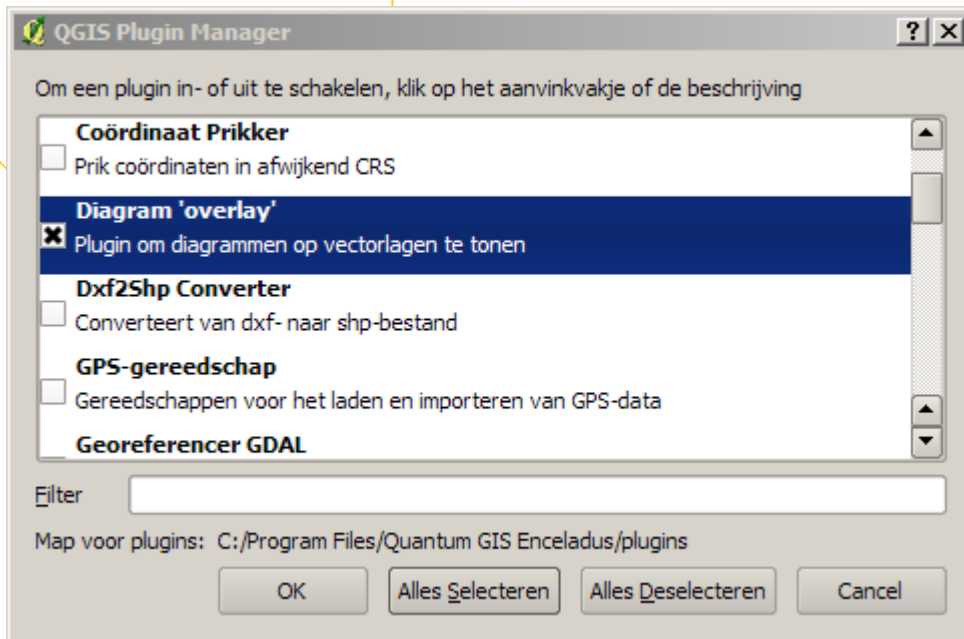 QGIS Plugin Manager
Om een plugin in- of uit te schakelen, klik op het aanvinkvakje of de beschrijving
Coördinaat Prikker
Prik coördinaten in afwijkend CRS
Diagram 'overlay'
Plugin om diagrammen op vectorlagen te tonen
Dxf2Shp Converter
Converteert van dxf- naar shp-bestand
GPS-gereedschap
Gereedschappen voor het laden en importeren van GPS-data
Georeferencer GDAL
Filter
Map voor plugins: C:/Program Files/Quantum GIS Enceladus/plugins
OK Alles Selecteren Alles Deselecteren Cancel